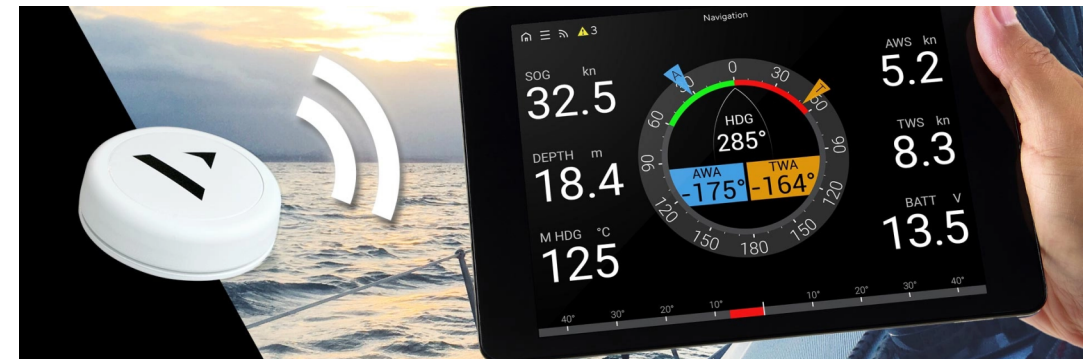 Navigation
3
SOG kn
32.5
DEPTH m
18.4
M HDG °C
125
AWS kn
5.2
TWS kn
8.3
BATT V
13.5
A
T
30 0 30
60 60
90 90
120 120
150 180 150
HDG
285°
AWA
-175°
TWA
-164°
40° 30° 20° 10° 10° 20° 30° 40°